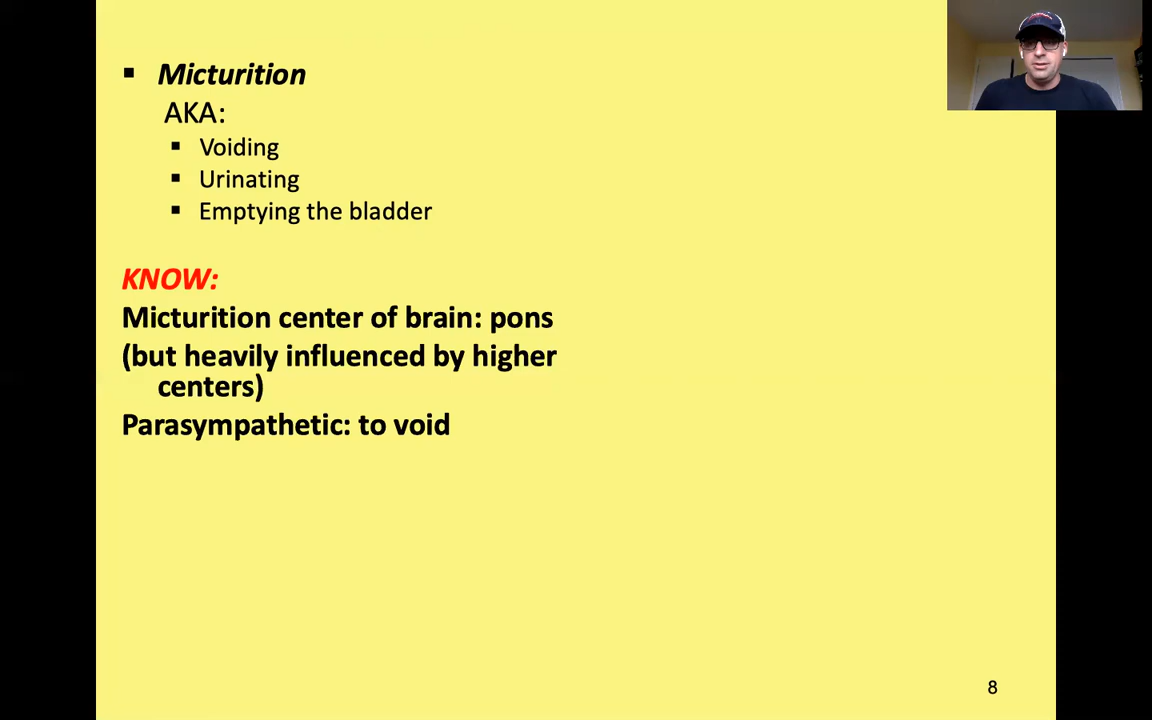 ▪ Micturition
AKA:
▪ Voiding
▪ Urinating
▪ Emptying the bladder
KNOW:
Micturition center of brain: pons
(but heavily influenced by higher
centers)
Parasympathetic: to void
8